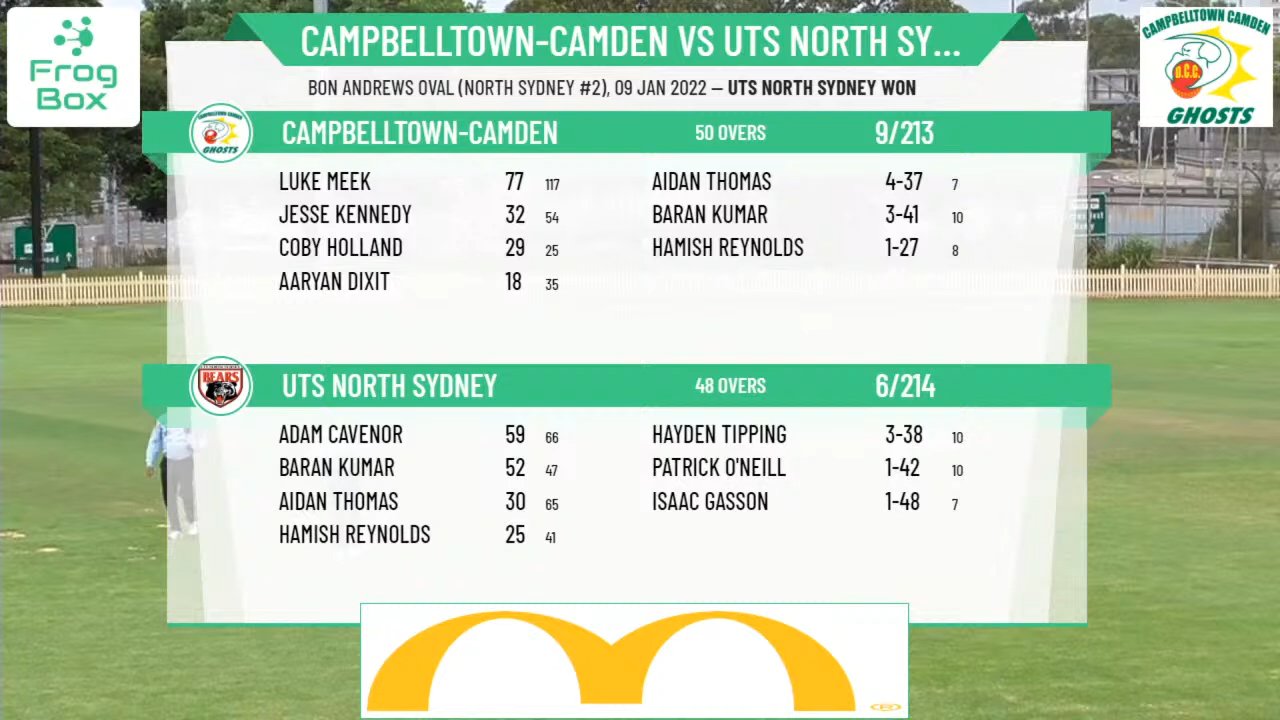 Frog
Box
CAMPBELLTOWN-CAMDEN VS UTS NORTH SY...
CAMPBELLTOWN CAMDEN
D.C.C.
GHOSTS
BON ANDREWS OVAL (NORTH SYDNEY #2), 09 JAN 2022 – UTS NORTH SYDNEY WON
GHOSTS
CAMPBELLTOWN-CAMDEN 50 OVERS 9/213
LUKE MEEK 77 117 AIDAN THOMAS 4-37 7
JESSE KENNEDY 32 54 BARAN KUMAR 3-41 10
COBY HOLLAND 29 25 HAMISH REYNOLDS 1-27 8
AARYAN DIXIT 18 35
BEARS
UTS NORTH SYDNEY 48 OVERS 6/214
ADAM CAVENOR 59 66 HAYDEN TIPPING 3-38 10
BARAN KUMAR 52 47 PATRICK O'NEILL 1-42 10
AIDAN THOMAS 30 65 ISAAC GASSON 1-48 7
HAMISH REYNOLDS 25 41